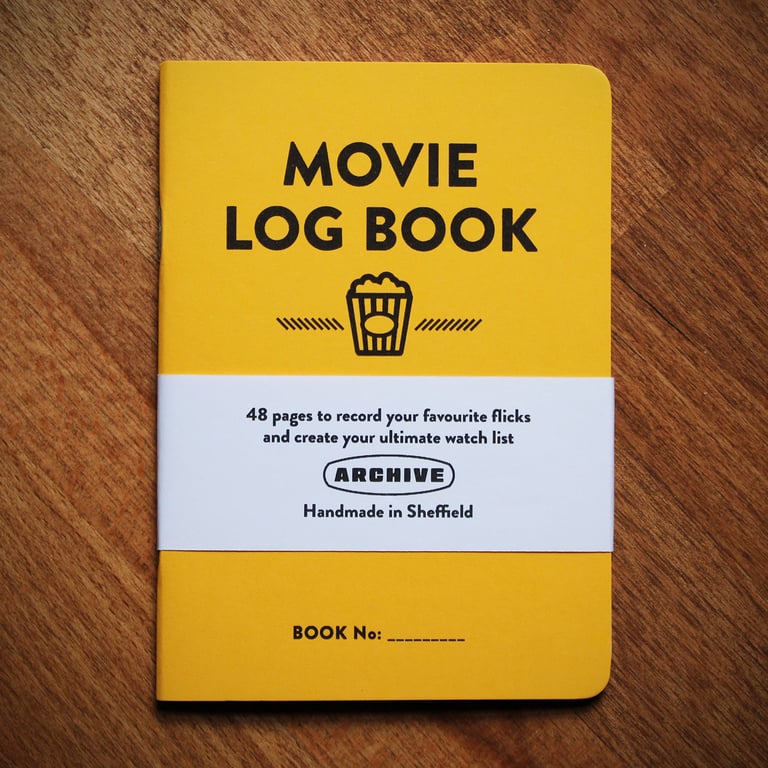 MOVIE
LOG BOOK
48 pages to record your favourite flicks
and create your ultimate watch list
ARCHIVE
Handmade in Sheffield
BOOK No: _________